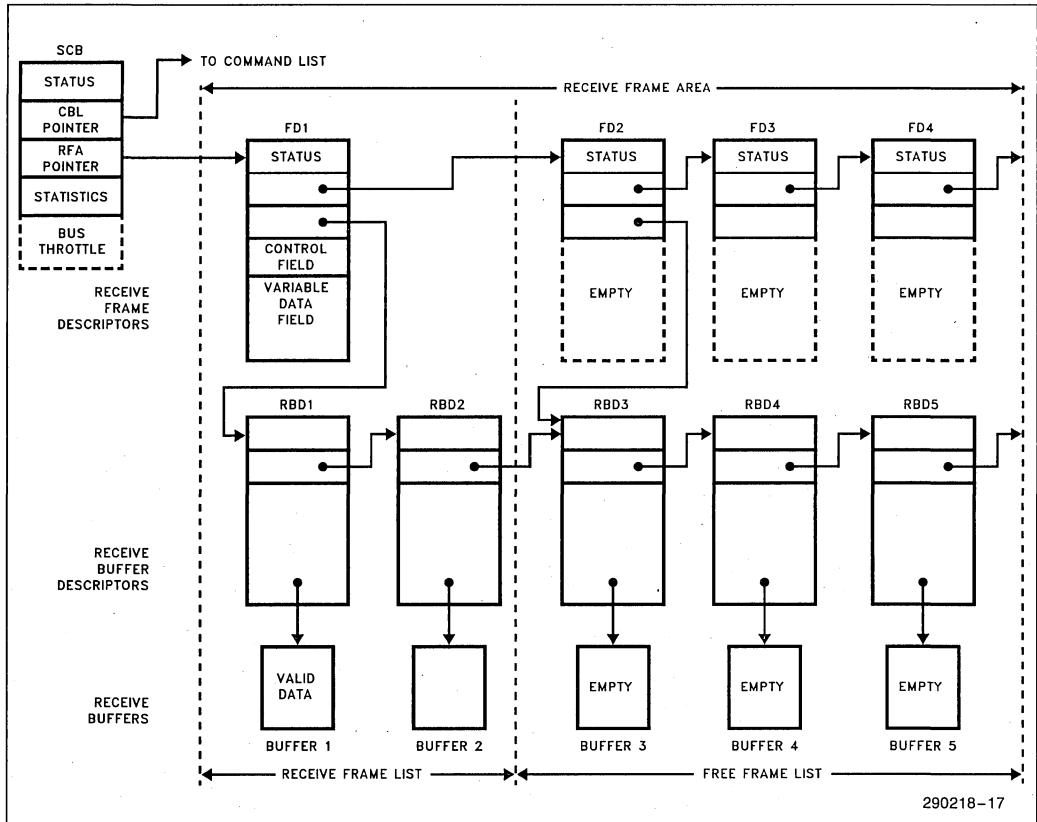 SCB
STATUS
CBL
POINTER
RFA
POINTER
STATISTICS
BUS
THROTTLE
TO COMMAND LIST
RECEIVE FRAME AREA
FD1
FD2
FD3
FD4
STATUS
STATUS
STATUS
STATUS
CONTROL
FIELD
VARIABLE
DATA
FIELD
EMPTY
EMPTY
EMPTY
RECEIVE
FRAME
DESCRIPTORS
RBD1
RBD2
RBD3
RBD4
RBD5
RECEIVE
BUFFER
DESCRIPTORS
VALID
DATA
EMPTY
EMPTY
EMPTY
RECEIVE
BUFFERS
BUFFER 1
BUFFER 2
BUFFER 3
BUFFER 4
BUFFER 5
RECEIVE FRAME LIST
FREE FRAME LIST
290218-17